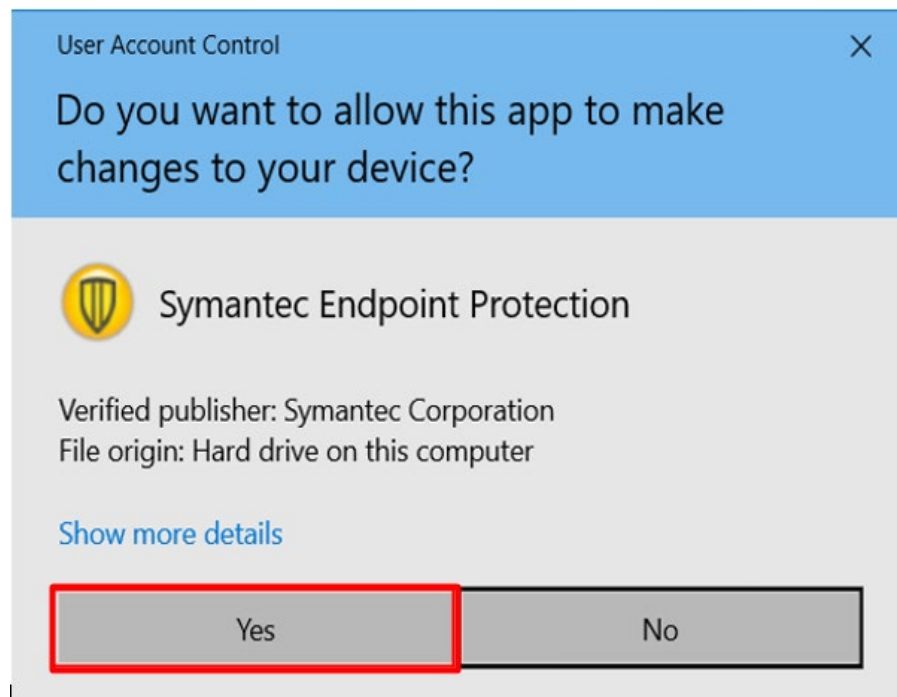 User Account Control
Do you want to allow this app to make
changes to your device?
Symantec Endpoint Protection
Verified publisher: Symantec Corporation
File origin: Hard drive on this computer
Show more details
Yes
No